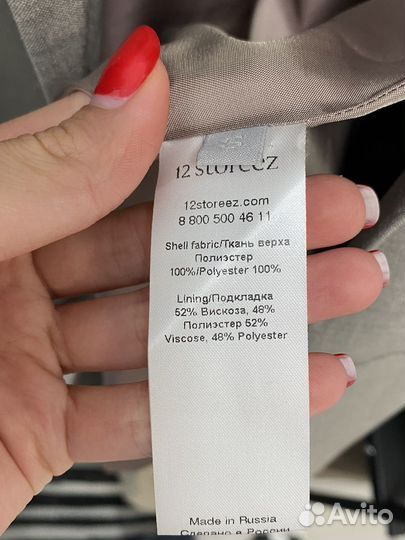 12 storeez
12storeez.com
8 800 500 46 11
Shell fabric/Ткань верха
Полиэстер
100%/Polyester 100%
Lining/Подкладка
52% Вискоза, 48%
Полиэстер 52%
Viscose, 48% Polyester
Made in Russia
Сделано в России
Avito